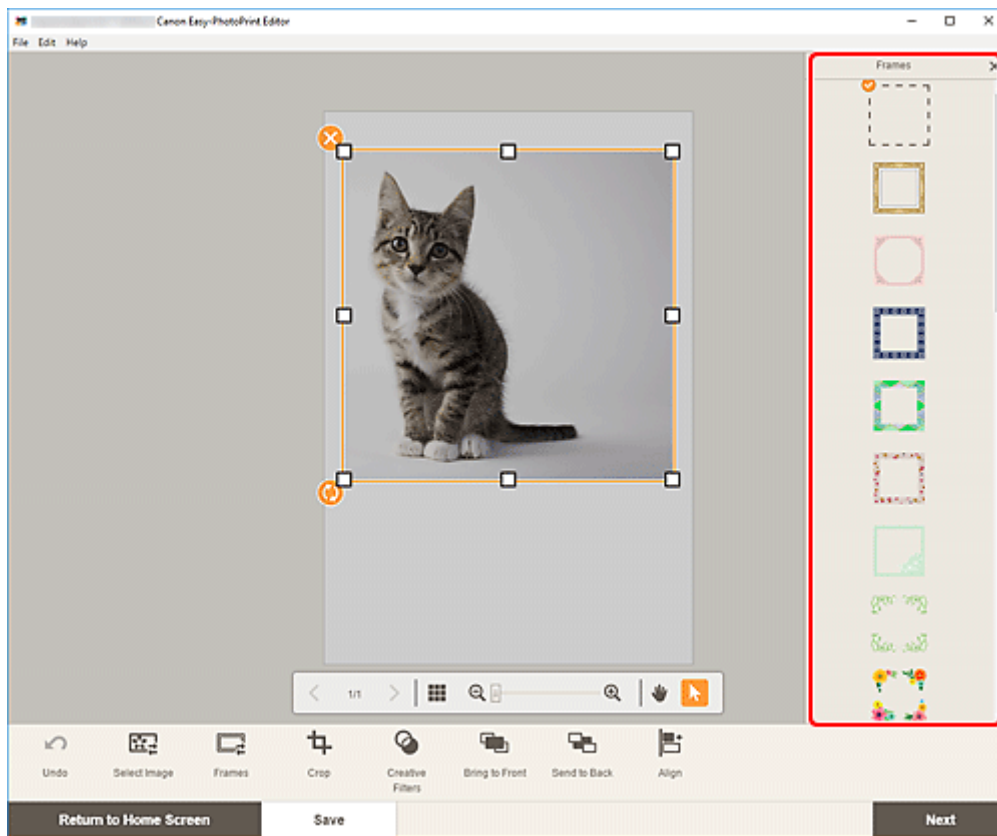 Canon Easy-PhotoPrint Editor
File Edit Help
Frames
1/1
Undo
Select Image
Frames
Crop
Creative
Filters
Bring to Front
Send to Back
Align
Return to Home Screen
Save
Next